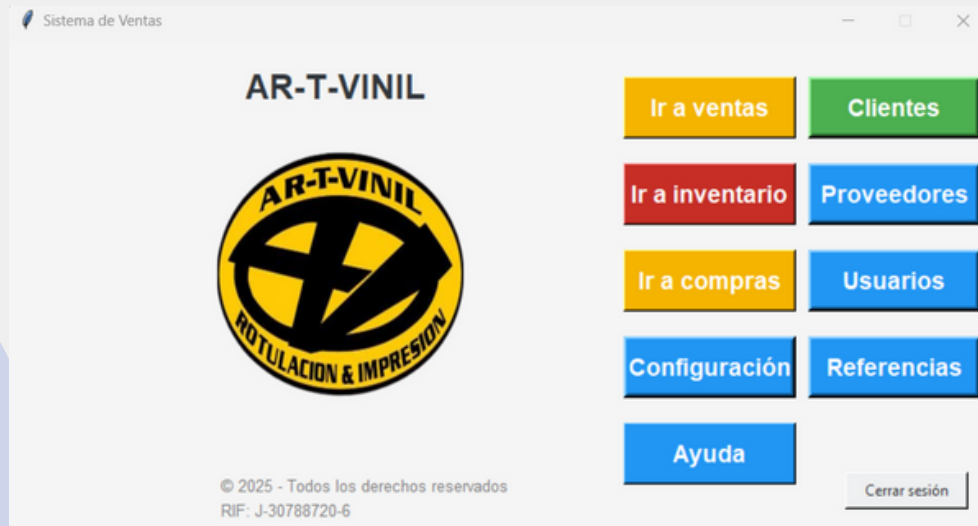 Sistema de Ventas
AR-T-VINIL
AR-T-VINIL
ROTULACION & IMPRESION
Ir a ventas
Clientes
Ir a inventario
Proveedores
Ir a compras
Usuarios
Configuración
Referencias
Ayuda
Cerrar sesión
© 2025 - Todos los derechos reservados
RIF: J-30788720-6